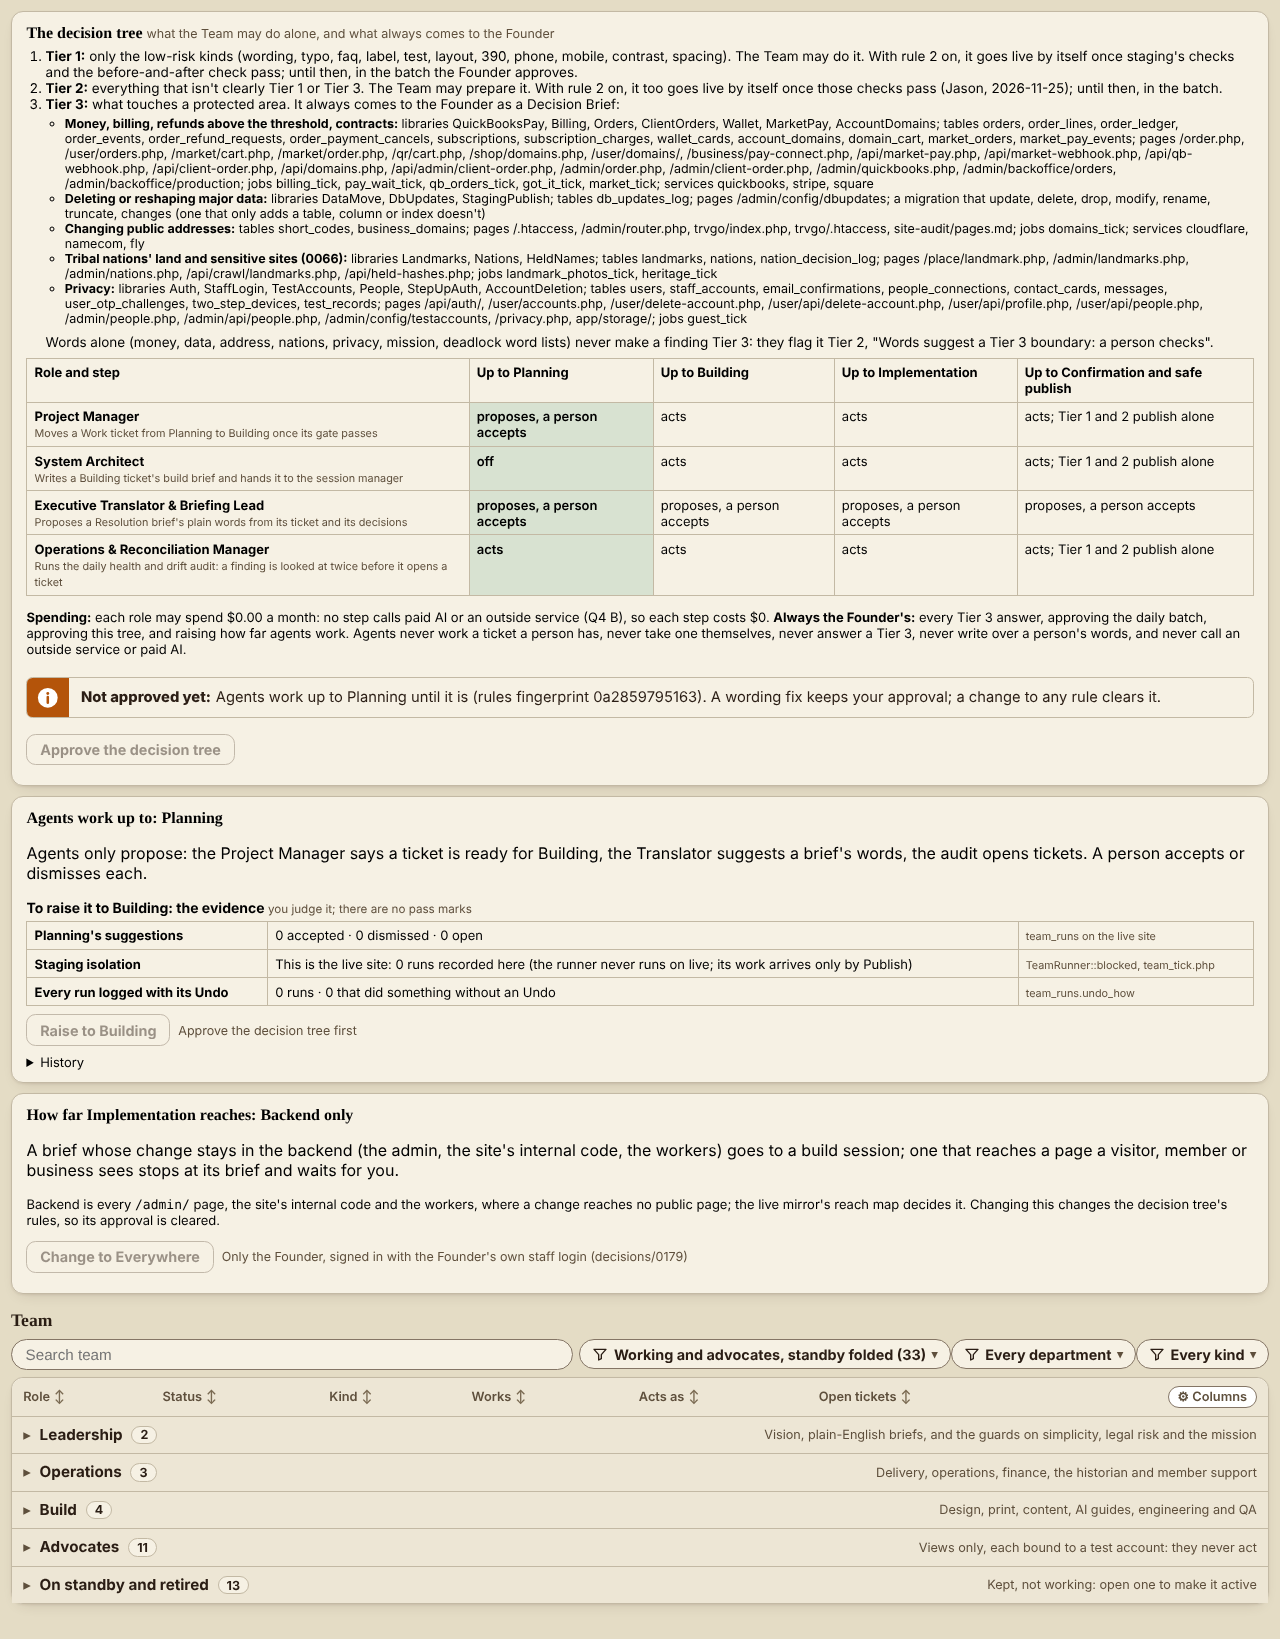 The decision tree what the Team may do alone, and what always comes to the Founder
1. Tier 1: only the low-risk kinds (wording, typo, faq, label, test, layout, 390, phone, mobile, contrast, spacing). The Team may do it. With rule 2 on, it goes live by itself once staging's checks
and the before-and-after check pass; until then, in the batch the Founder approves.
2. Tier 2: everything that isn't clearly Tier 1 or Tier 3. The Team may prepare it. With rule 2 on, it too goes live by itself once those checks pass (Jason, 2026-11-25); until then, in the batch.
3. Tier 3: what touches a protected area. It always comes to the Founder as a Decision Brief:
Money, billing, refunds above the threshold, contracts: libraries QuickBooksPay, Billing, Orders, ClientOrders, Wallet, MarketPay, AccountDomains; tables orders, order_lines, order_ledger,
order_events, order_refund_requests, order_payment_cancels, subscriptions, subscription_charges, wallet_cards, account_domains, domain_cart, market_orders, market_pay_events; pages /order.php,
/user/orders.php, /market/cart.php, /market/order.php, /qr/cart.php, /shop/domains.php, /user/domains/, /business/pay-connect.php, /api/market-pay.php, /api/market-webhook.php, /api/qb-
webhook.php, /api/client-order.php, /api/domains.php, /api/admin/client-order.php, /admin/order.php, /admin/client-order.php, /admin/quickbooks.php, /admin/backoffice/orders,
/admin/backoffice/production; jobs billing_tick, pay_wait_tick, qb_orders_tick, got_it_tick, market_tick; services quickbooks, stripe, square
Deleting or reshaping major data: libraries DataMove, DbUpdates, StagingPublish; tables db_updates_log; pages /admin/config/dbupdates; a migration that update, delete, drop, modify, rename,
truncate, changes (one that only adds a table, column or index doesn't)
Changing public addresses: tables short_codes, business_domains; pages /.htaccess, /admin/router.php, trvgo/index.php, trvgo/.htaccess, site-audit/pages.md; jobs domains_tick; services cloudflare,
namecom, fly
Tribal nations' land and sensitive sites (0066): libraries Landmarks, Nations, HeldNames; tables landmarks, nations, nation_decision_log; pages /place/landmark.php, /admin/landmarks.php,
/admin/nations.php, /api/crawl/landmarks.php, /api/held-hashes.php; jobs landmark_photos_tick, heritage_tick
Privacy: libraries Auth, StaffLogin, TestAccounts, People, StepUpAuth, AccountDeletion; tables users, staff_accounts, email_confirmations, people_connections, contact_cards, messages,
user_otp_challenges, two_step_devices, test_records; pages /api/auth/, /user/accounts.php, /user/delete-account.php, /user/api/delete-account.php, /user/api/profile.php, /user/api/people.php,
/admin/people.php, /admin/api/people.php, /admin/config/testaccounts, /privacy.php, app/storage/; jobs guest_tick
Words alone (money, data, address, nations, privacy, mission, deadlock word lists) never make a finding Tier 3: they flag it Tier 2, "Words suggest a Tier 3 boundary: a person checks".
Role and step
Up to Planning
Up to Building
Up to Implementation
Up to Confirmation and safe
publish
Project Manager
Moves a Work ticket from Planning to Building once its gate passes
proposes, a person
accepts
acts
acts
acts; Tier 1 and 2 publish alone
System Architect
Writes a Building ticket's build brief and hands it to the session manager
off
acts
acts
acts; Tier 1 and 2 publish alone
Executive Translator & Briefing Lead
Proposes a Resolution brief's plain words from its ticket and its decisions
proposes, a person
accepts
proposes, a person
accepts
proposes, a person
accepts
proposes, a person accepts
Operations & Reconciliation Manager
Runs the daily health and drift audit: a finding is looked at twice before it opens a
ticket
acts
acts
acts
acts; Tier 1 and 2 publish alone
Spending: each role may spend $0.00 a month: no step calls paid AI or an outside service (Q4 B), so each step costs $0. Always the Founder's: every Tier 3 answer, approving the daily batch,
approving this tree, and raising how far agents work. Agents never work a ticket a person has, never take one themselves, never answer a Tier 3, never write over a person's words, and never call an
outside service or paid AI.
Not approved yet: Agents work up to Planning until it is (rules fingerprint 0a2859795163). A wording fix keeps your approval; a change to any rule clears it.
Approve the decision tree
Agents work up to: Planning
Agents only propose: the Project Manager says a ticket is ready for Building, the Translator suggests a brief's words, the audit opens tickets. A person accepts or
dismisses each.
To raise it to Building: the evidence you judge it; there are no pass marks
Planning's suggestions
0 accepted · 0 dismissed · 0 open
team_runs on the live site
Staging isolation
This is the live site: 0 runs recorded here (the runner never runs on live; its work arrives only by Publish)
TeamRunner::blocked, team_tick.php
Every run logged with its Undo
0 runs · 0 that did something without an Undo
team_runs.undo_how
Raise to Building Approve the decision tree first
▶ History
How far Implementation reaches: Backend only
A brief whose change stays in the backend (the admin, the site's internal code, the workers) goes to a build session; one that reaches a page a visitor, member or
business sees stops at its brief and waits for you.
Backend is every /admin/ page, the site's internal code and the workers, where a change reaches no public page; the live mirror's reach map decides it. Changing this changes the decision tree's
rules, so its approval is cleared.
Change to Everywhere Only the Founder, signed in with the Founder's own staff login (decisions/0179)
Team
Search team
Working and advocates, standby folded (33) ▾
Every department ▾
Every kind ▾
Role ↕ Status ↕ Kind ↕ Works ↕ Acts as ↕ Open tickets ↕ ⚙ Columns
▸ Leadership 2 Vision, plain-English briefs, and the guards on simplicity, legal risk and the mission
▸ Operations 3 Delivery, operations, finance, the historian and member support
▸ Build 4 Design, print, content, AI guides, engineering and QA
▸ Advocates 11 Views only, each bound to a test account: they never act
▸ On standby and retired 13 Kept, not working: open one to make it active